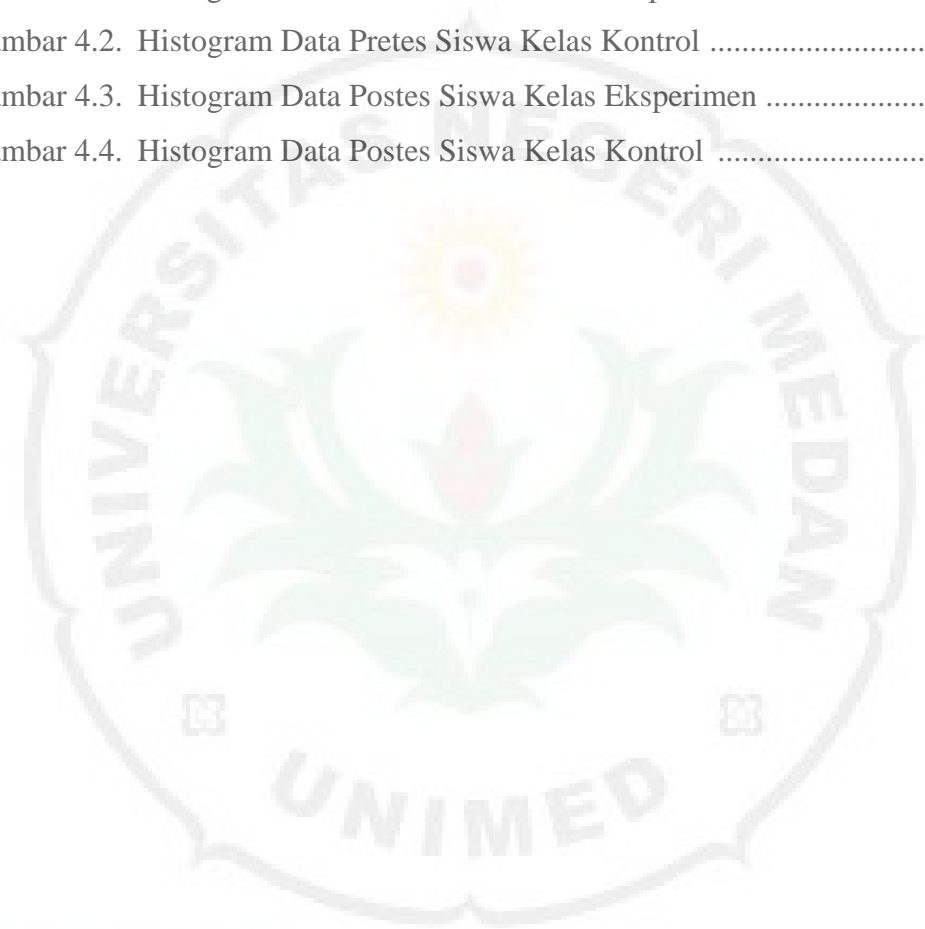 mbar 4.2. Histogram Data Pretes Siswa Kelas Kontrol ...........................
mbar 4.3. Histogram Data Postes Siswa Kelas Eksperimen ....................
mbar 4.4. Histogram Data Postes Siswa Kelas Kontrol ..........................
UNIVERSITAS NEGERI MEDAN
UNIMED